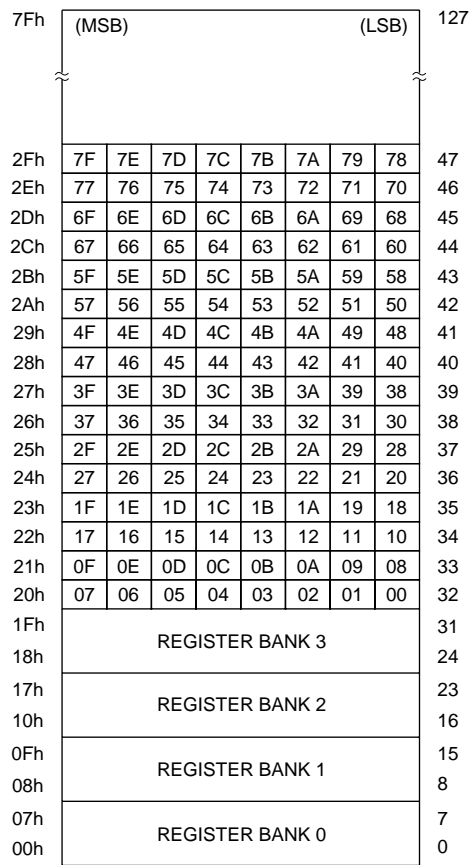 7Fh (MSB) (LSB) 127
2Fh 7F 7E 7D 7C 7B 7A 79 78 47
2Eh 77 76 75 74 73 72 71 70 46
2Dh 6F 6E 6D 6C 6B 6A 69 68 45
2Ch 67 66 65 64 63 62 61 60 44
2Bh 5F 5E 5D 5C 5B 5A 59 58 43
2Ah 57 56 55 54 53 52 51 50 42
29h 4F 4E 4D 4C 4B 4A 49 48 41
28h 47 46 45 44 43 42 41 40 40
27h 3F 3E 3D 3C 3B 3A 39 38 39
26h 37 36 35 34 33 32 31 30 38
25h 2F 2E 2D 2C 2B 2A 29 28 37
24h 27 26 25 24 23 22 21 20 36
23h 1F 1E 1D 1C 1B 1A 19 18 35
22h 17 16 15 14 13 12 11 10 34
21h 0F 0E 0D 0C 0B 0A 09 08 33
20h 07 06 05 04 03 02 01 00 32
1Fh 31
REGISTER BANK 3
18h 24
17h 23
REGISTER BANK 2
10h 16
0Fh 15
REGISTER BANK 1
08h 8
07h 7
REGISTER BANK 0
00h 0